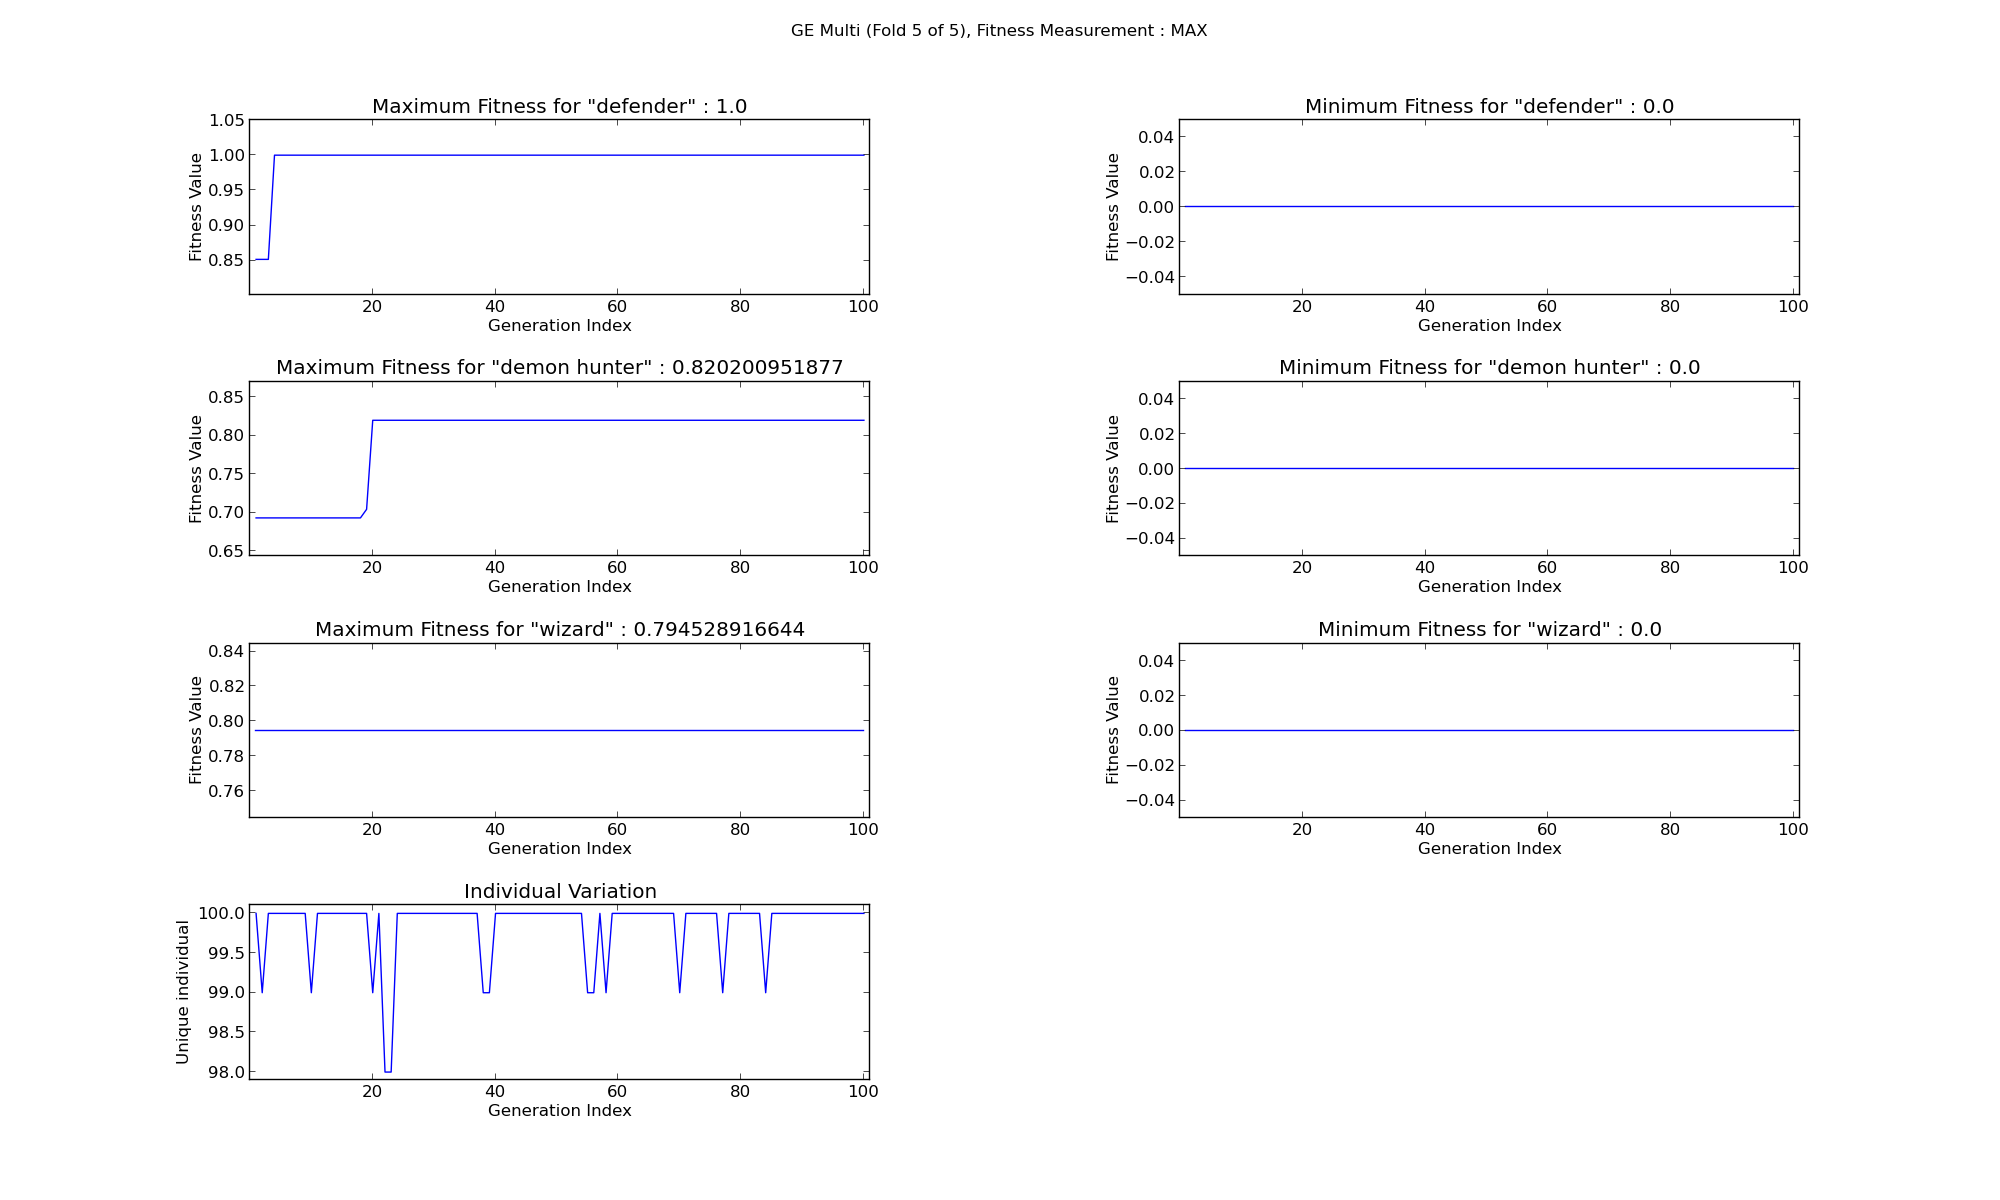 GE Multi (Fold 5 of 5), Fitness Measurement : MAX
Maximum Fitness for "defender" : 1.0
1.05
1.00
0.95
0.90
0.85
Fitness Value
20 40 60 80 100
Generation Index
Minimum Fitness for "defender" : 0.0
0.04
0.02
0.00
−0.02
−0.04
Fitness Value
20 40 60 80 100
Generation Index
Maximum Fitness for "demon hunter" : 0.820200951877
0.85
0.80
0.75
0.70
0.65
Fitness Value
20 40 60 80 100
Generation Index
Minimum Fitness for "demon hunter" : 0.0
0.04
0.02
0.00
−0.02
−0.04
Fitness Value
20 40 60 80 100
Generation Index
Maximum Fitness for "wizard" : 0.794528916644
0.84
0.82
0.80
0.78
0.76
Fitness Value
20 40 60 80 100
Generation Index
Minimum Fitness for "wizard" : 0.0
0.04
0.02
0.00
−0.02
−0.04
Fitness Value
20 40 60 80 100
Generation Index
Individual Variation
100.0
99.5
99.0
98.5
98.0
Unique individual
20 40 60 80 100
Generation Index